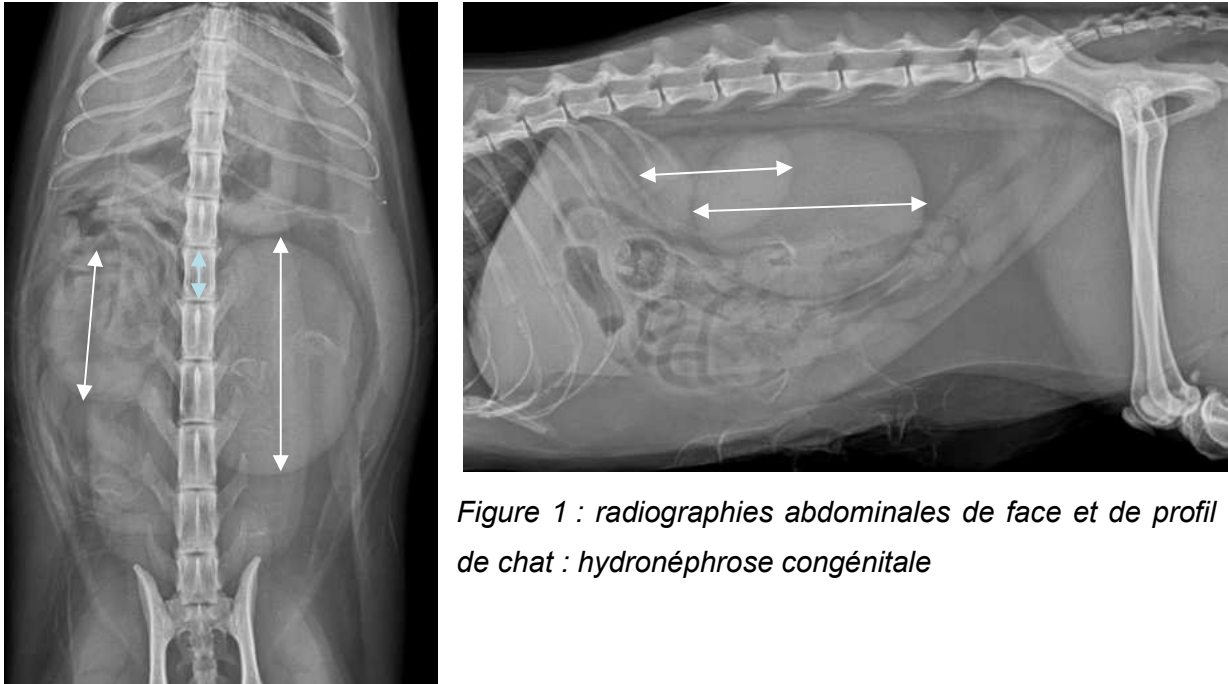 Figure 1 : radiographies abdominales de face et de profil
de chat : hydronéphrose congénitale